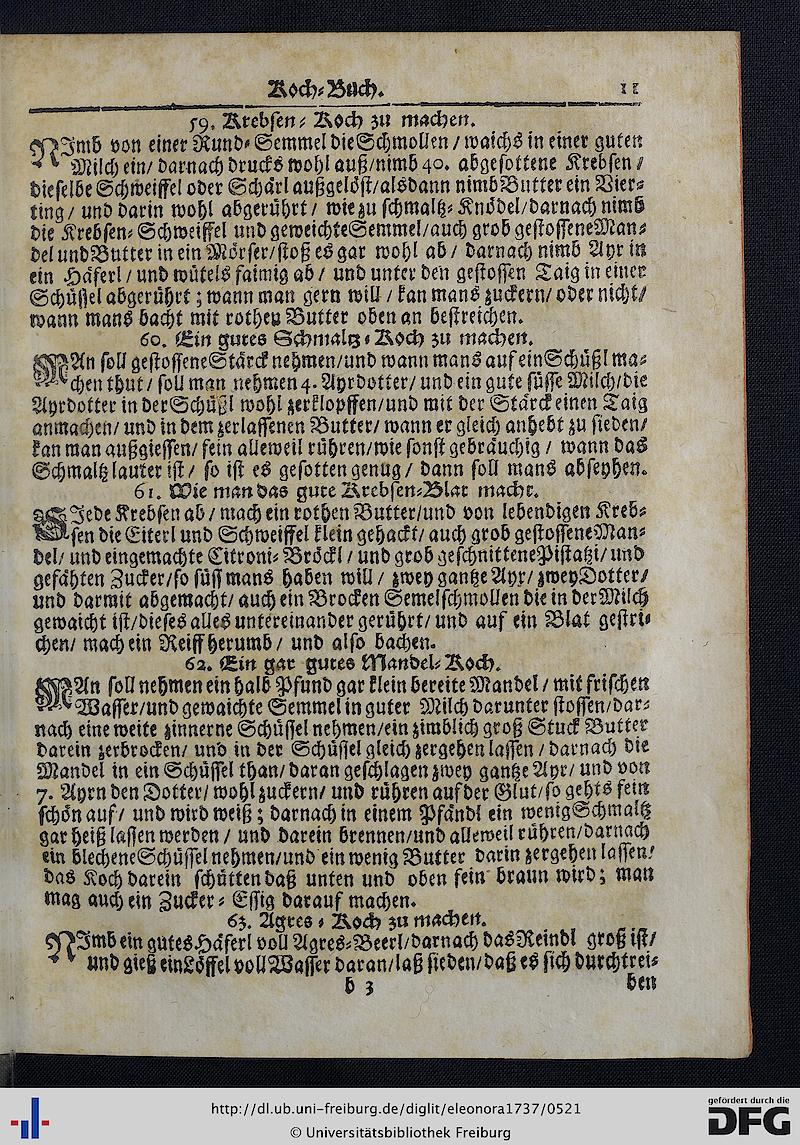 Koch-Buch. 11
59. Krebsen-Koch zu machen.
NImb von einer Rund-Semmel die Schmollen / waichs in einer guten
Milch ein / darnach drucks wohl auß / nimb 40. abgesottene Krebsen /
dieselbe Schweiffel oder Schärl außgelöst / alsdann nimb Butter ein Vier-
ting / und darin wohl abgerührt / wie zu schmaltz-Knödel / darnach nimb
die Krebsen-Schweiffel und geweichte Semmel / auch grob gestossene Man-
del und Butter in ein Mörser / stoß es gar wohl ab / darnach nimb Ayr in
ein Häferl / und wütels faimig ab / und unter den gestossen Taig in einer
Schüssel abgerührt ; wann man gern will / kan mans zuckern / oder nicht /
wann mans bacht mit rothen Butter oben an bestreichen.
60. Ein gutes Schmaltz-Koch zu machen.
MAn soll gestossene Stärck nehmen / und wann mans auf ein Schüßl ma-
chen thut / soll man nehmen 4. Ayrdotter / und ein gute süsse Milch / die
Ayrdotter in der Schüßl wohl zerklopffen / und mit der Stärck einen Taig
anmachen / und in dem zerlassenen Butter / wann er gleich anhebt zu sieden /
kan man außgiessen / fein alleweil rühren / wie sonst gebräuchig / wann das
Schmaltz lauter ist / so ist es gesotten genug / dann soll mans abseyhen.
61. Wie man das gute Krebsen-Blat macht.
SJede Krebsen ab / mach ein rothen Butter / und von lebendigen Kreb-
sen die Eiterl und Schweiffel klein gehackt / auch grob gestossene Man-
del / und eingemachte Citroni-Bröckl / und grob geschnittene Pistatzi / und
gefähten Zucker / so süss mans haben will / zwey gantze Ayr / zwey Dotter /
und darmit abgemacht / auch ein Brocken Semelschmollen die in der Milch
gewaicht ist / dieses alles untereinander gerührt / und auf ein Blat gestri-
chen / mach ein Reiff herumb / und also bachen.
62. Ein gar gutes Mandel-Koch.
MAn soll nehmen ein halb Pfund gar klein bereite Mandel / mit frischen
Wasser / und gewaichte Semmel in guter Milch darunter stossen / dar-
nach eine weite zinnerne Schüssel nehmen / ein zimblich groß Stuck Butter
darein zerbrocken / und in der Schüssel gleich zergehen lassen / darnach die
Mandel in ein Schüssel than / daran geschlagen zwey gantze Ayr / und von
7. Ayrn den Dotter / wohl zuckern / und rühren auf der Glut / so gehts fein
schön auf / und wird weiß ; darnach in einem Pfändl ein wenig Schmaltz
gar heiß lassen werden / und darein brennen / und alleweil rühren / darnach
ein blechene Schüssel nehmen / und ein wenig Butter darin zergehen lassen /
das Koch darein schütten daß unten und oben fein braun wird ; man
mag auch ein Zucker-Essig darauf machen.
63. Agres-Koch zu machen.
NImb ein gutes Häferl voll Agres-Beerl / darnach das Reindl groß ist /
und gieß ein Löffel voll Wasser daran / laß sieden / daß es sich durchtrei-
b 3 ben
http://dl.ub.uni-freiburg.de/diglit/eleonora1737/0521
© Universitätsbibliothek Freiburg
gefördert durch die
DFG